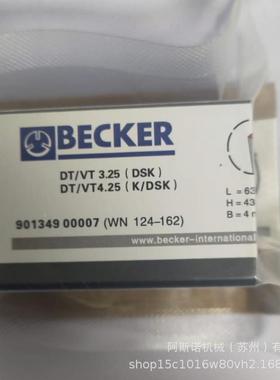 BECKER
DT/VT 3.25 ( DSK )
DT/VT4.25 ( K/DSK )
L = 63
H = 43
B = 4 m
901349 00007 (WN 124–162)
www.becker-international
阿斯诺机械（苏州）有
shop15c1016w80vh2.168